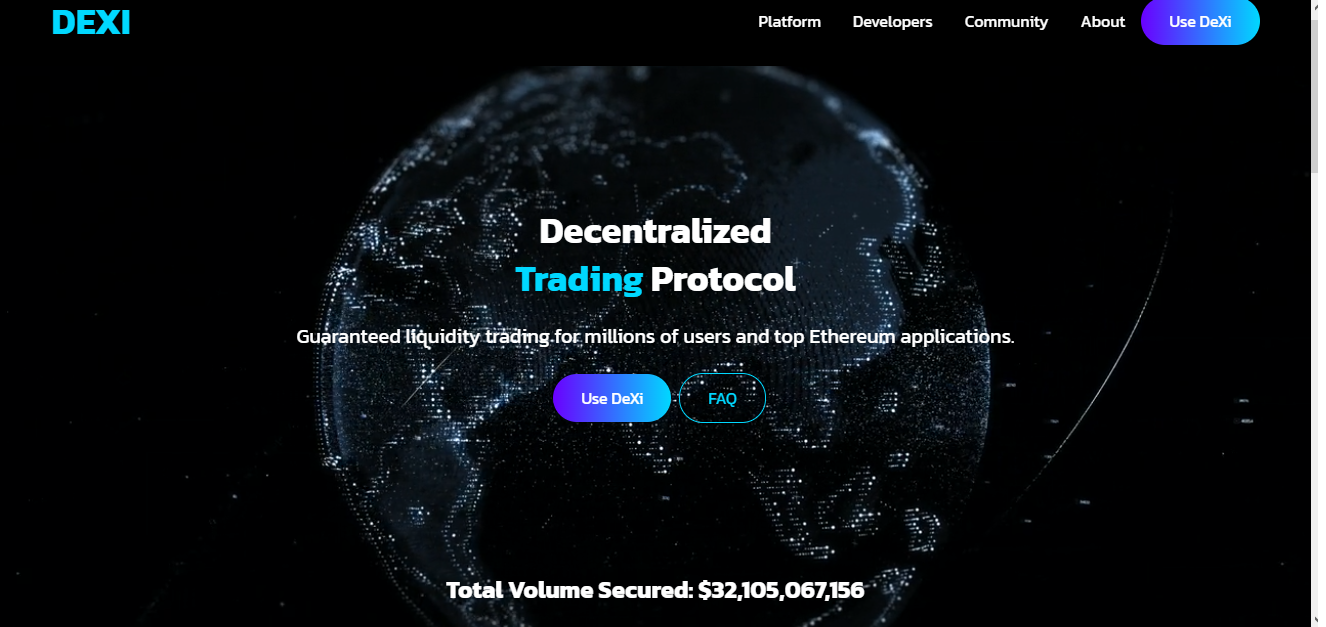 DEXI
Platform Developers Community About Use DeXi
Decentralized
Trading Protocol
Guaranteed liquidity trading for millions of users and top Ethereum applications.
Use DeXi FAQ
Total Volume Secured: $32,105,067,156